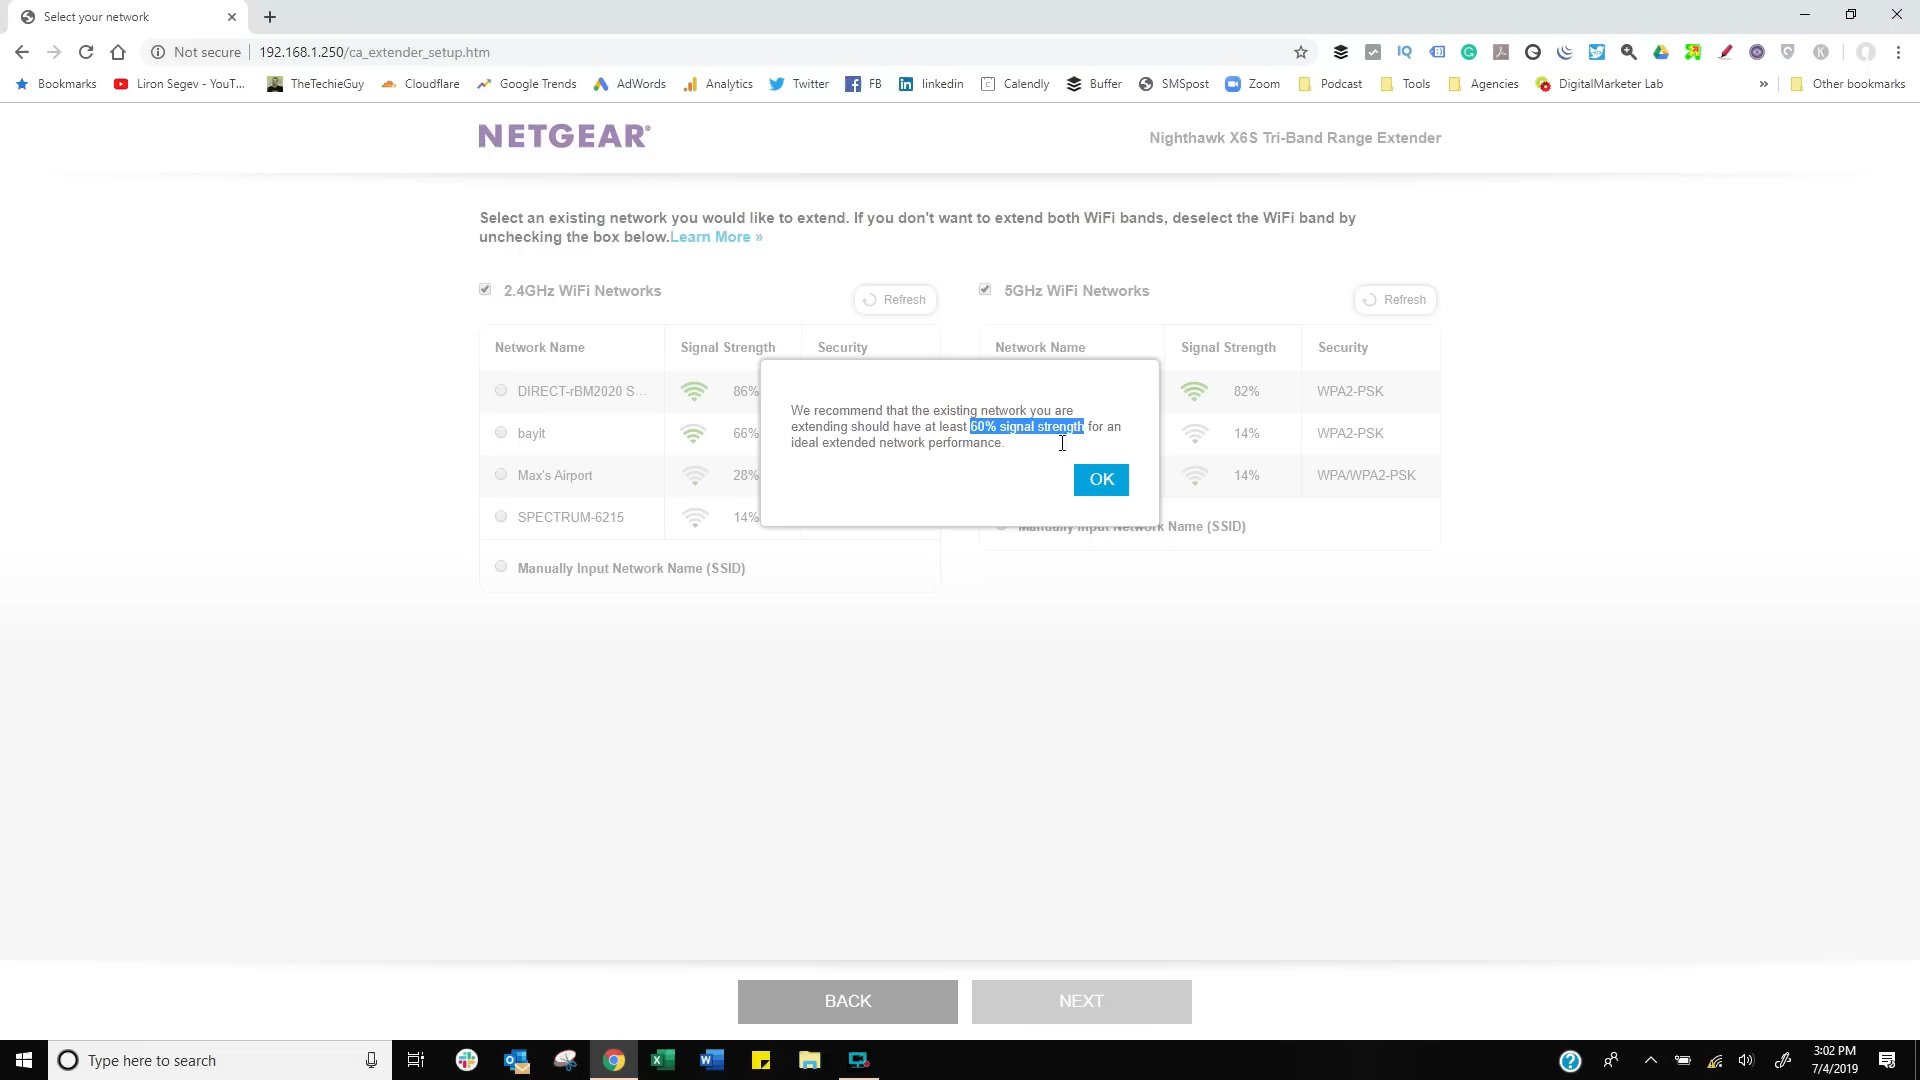 Select your network
Not secure
192.168.1.250/ca_extender_setup.htm
Bookmarks
Liron Segev - YouT...
TheTechieGuy
Cloudflare
Google Trends
AdWords
Analytics
Twitter
FB
linkedin
Calendly
Buffer
SMSpost
Zoom
Podcast
Tools
Agencies
DigitalMarketer Lab
»
Other bookmarks
NETGEAR®
Nighthawk X6S Tri-Band Range Extender
Select an existing network you would like to extend. If you don't want to extend both WiFi bands, deselect the WiFi band by
unchecking the box below.Learn More »
2.4GHz WiFi Networks
Refresh
5GHz WiFi Networks
Refresh
Network Name Signal Strength Security
Network Name Signal Strength Security
DIRECT-rBM2020 S... 86%
82% WPA2-PSK
bayit 66%
14% WPA2-PSK
Max's Airport 28%
14% WPA/WPA2-PSK
SPECTRUM-6215 14%
Manually Input Network Name (SSID)
Manually Input Network Name (SSID)
We recommend that the existing network you are
extending should have at least 60% signal strength for an
ideal extended network performance.
OK
BACK
NEXT
Type here to search
3:02 PM
7/4/2019